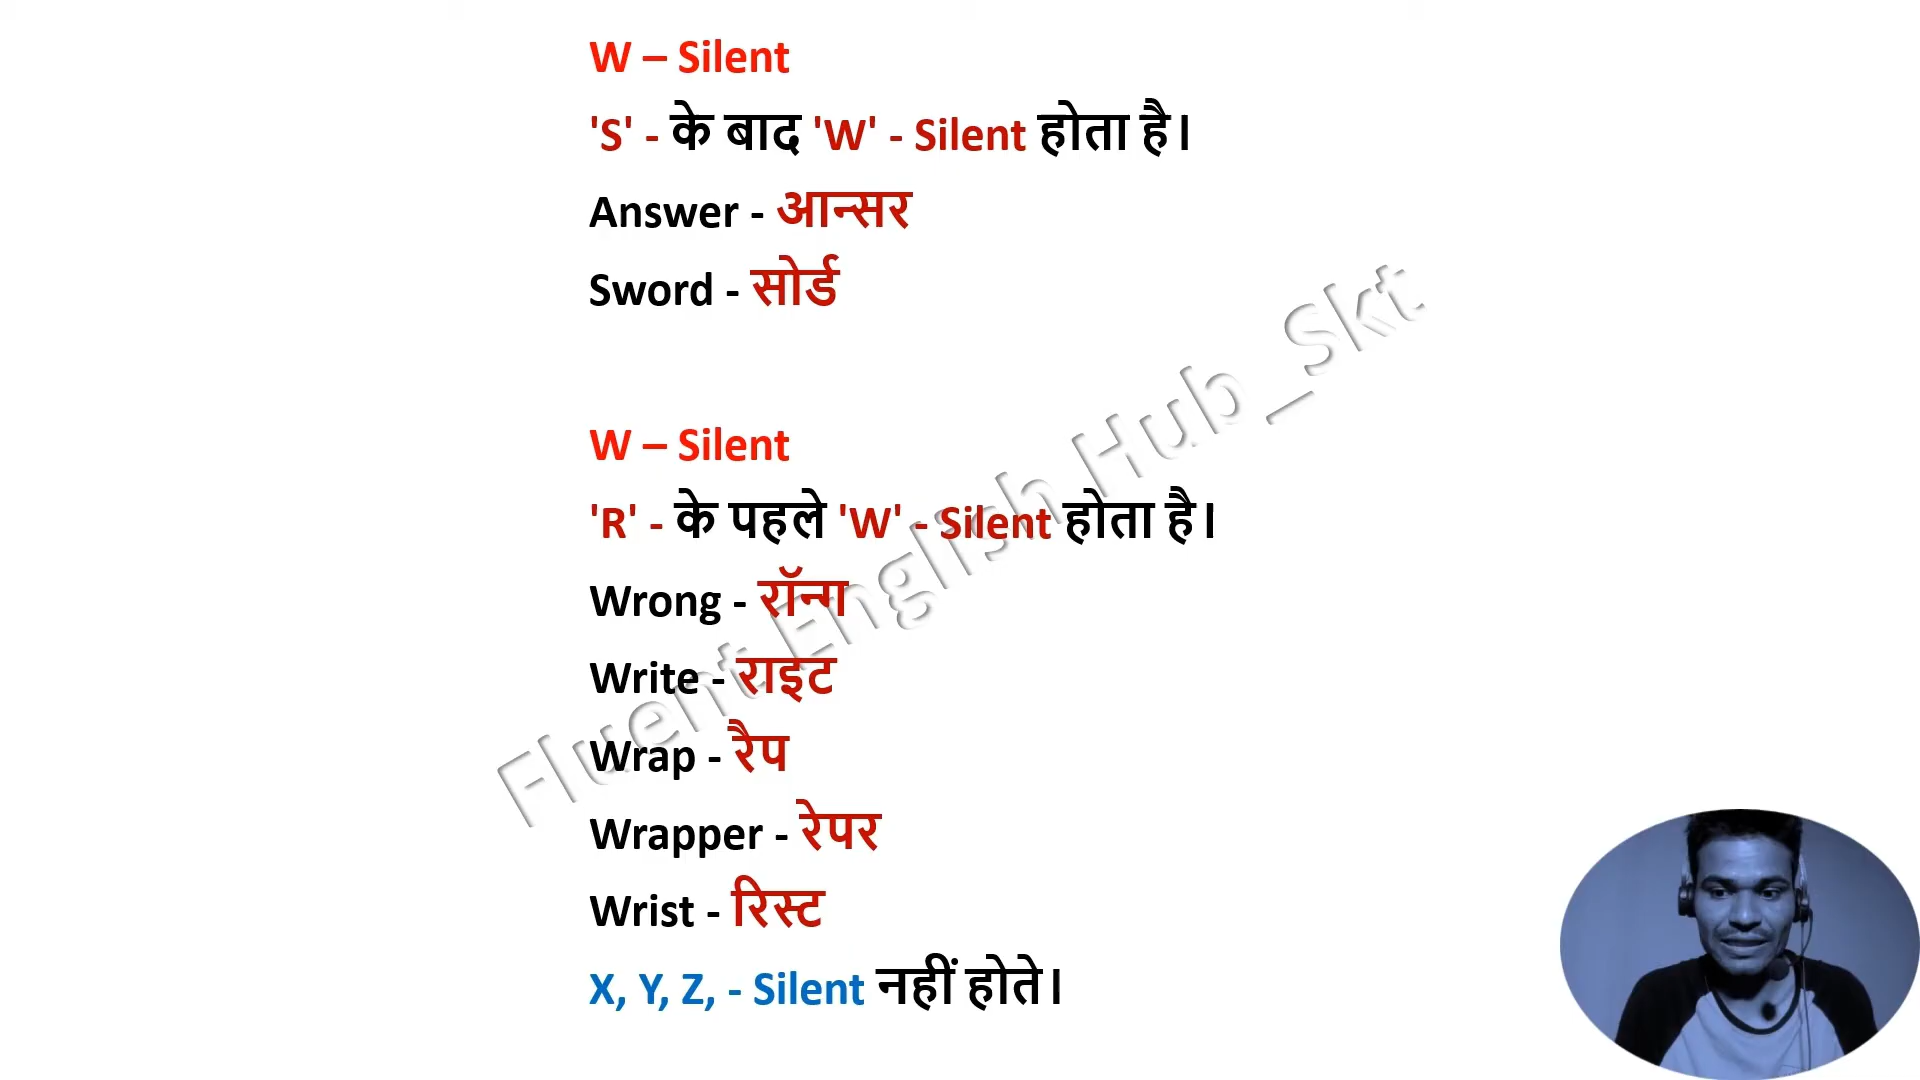 W – Silent
'S' - के बाद 'W' - Silent होता है।
Answer - आन्सर
Sword - सोर्ड
W – Silent
'R' - के पहले 'W' - Silent होता है।
Wrong - रॉन्ग
Write - राइट
Wrap - रैप
Wrapper - रेपर
Wrist - रिस्ट
X, Y, Z, - Silent नहीं होते।
Fluent English Hub_Skt